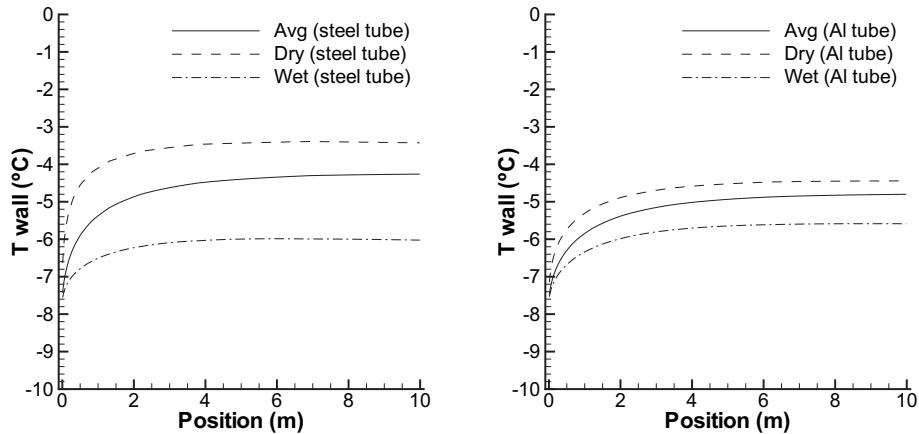 0
-1
-2
-3
-4
-5
-6
-7
-8
-9
-10
T wall (ºC)
Avg (steel tube)
Dry (steel tube)
Wet (steel tube)
0 2 4 6 8 10
Position (m)
0
-1
-2
-3
-4
-5
-6
-7
-8
-9
-10
T wall (ºC)
Avg (Al tube)
Dry (Al tube)
Wet (Al tube)
0 2 4 6 8 10
Position (m)